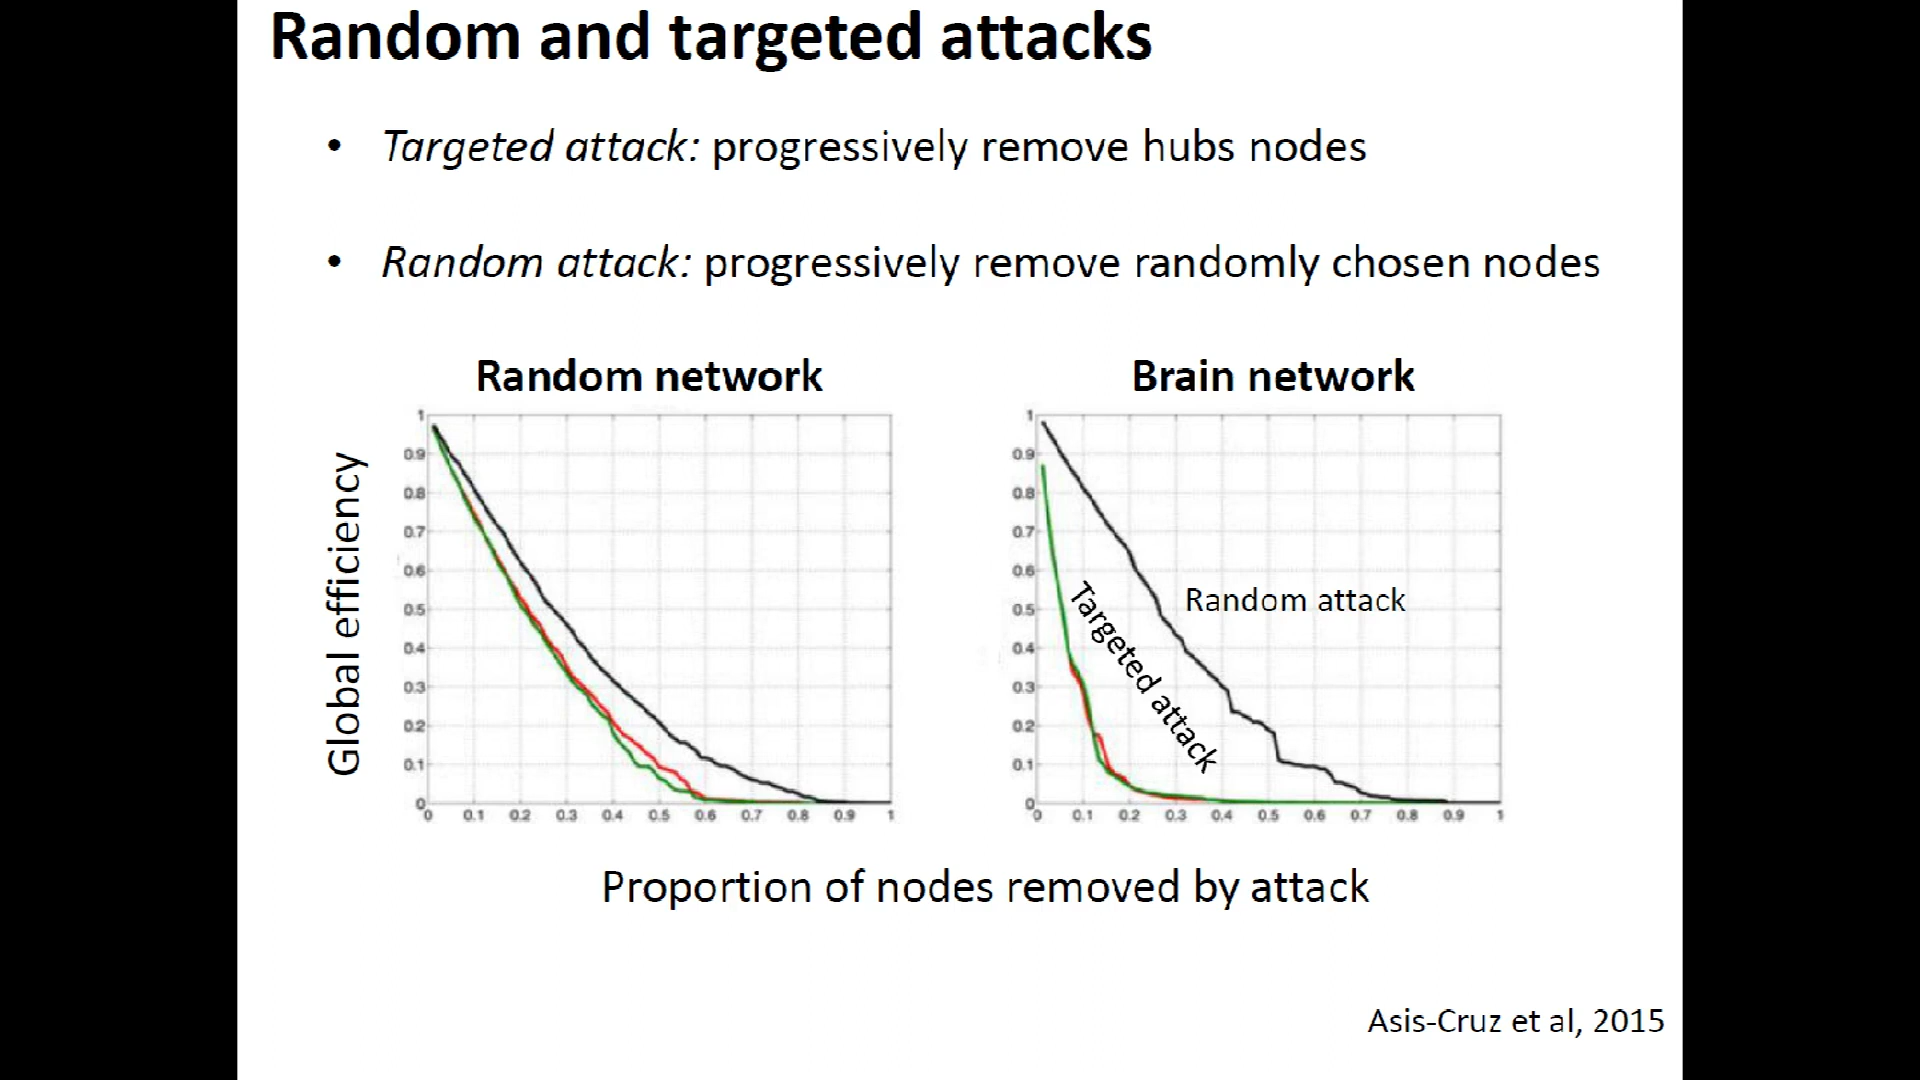 Random and targeted attacks
• Targeted attack: progressively remove hubs nodes
• Random attack: progressively remove randomly chosen nodes
Random network
Brain network
Global efficiency
1
0.9
0.8
0.7
0.6
0.5
0.4
0.3
0.2
0.1
0
0 0.1 0.2 0.3 0.4 0.5 0.6 0.7 0.8 0.9 1
1
0.9
0.8
0.7
0.6
0.5
0.4
0.3
0.2
0.1
0
0 0.1 0.2 0.3 0.4 0.5 0.6 0.7 0.8 0.9 1
Targeted attack
Random attack
Proportion of nodes removed by attack
Asis-Cruz et al, 2015